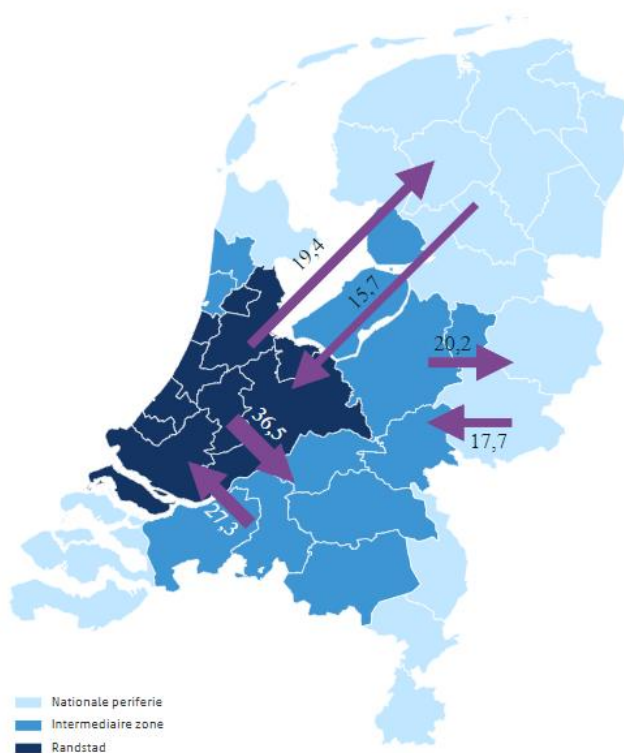 19,4
15,7
20,2
17,7
36,5
27,3
Nationale periferie
Intermediaire zone
Randstad